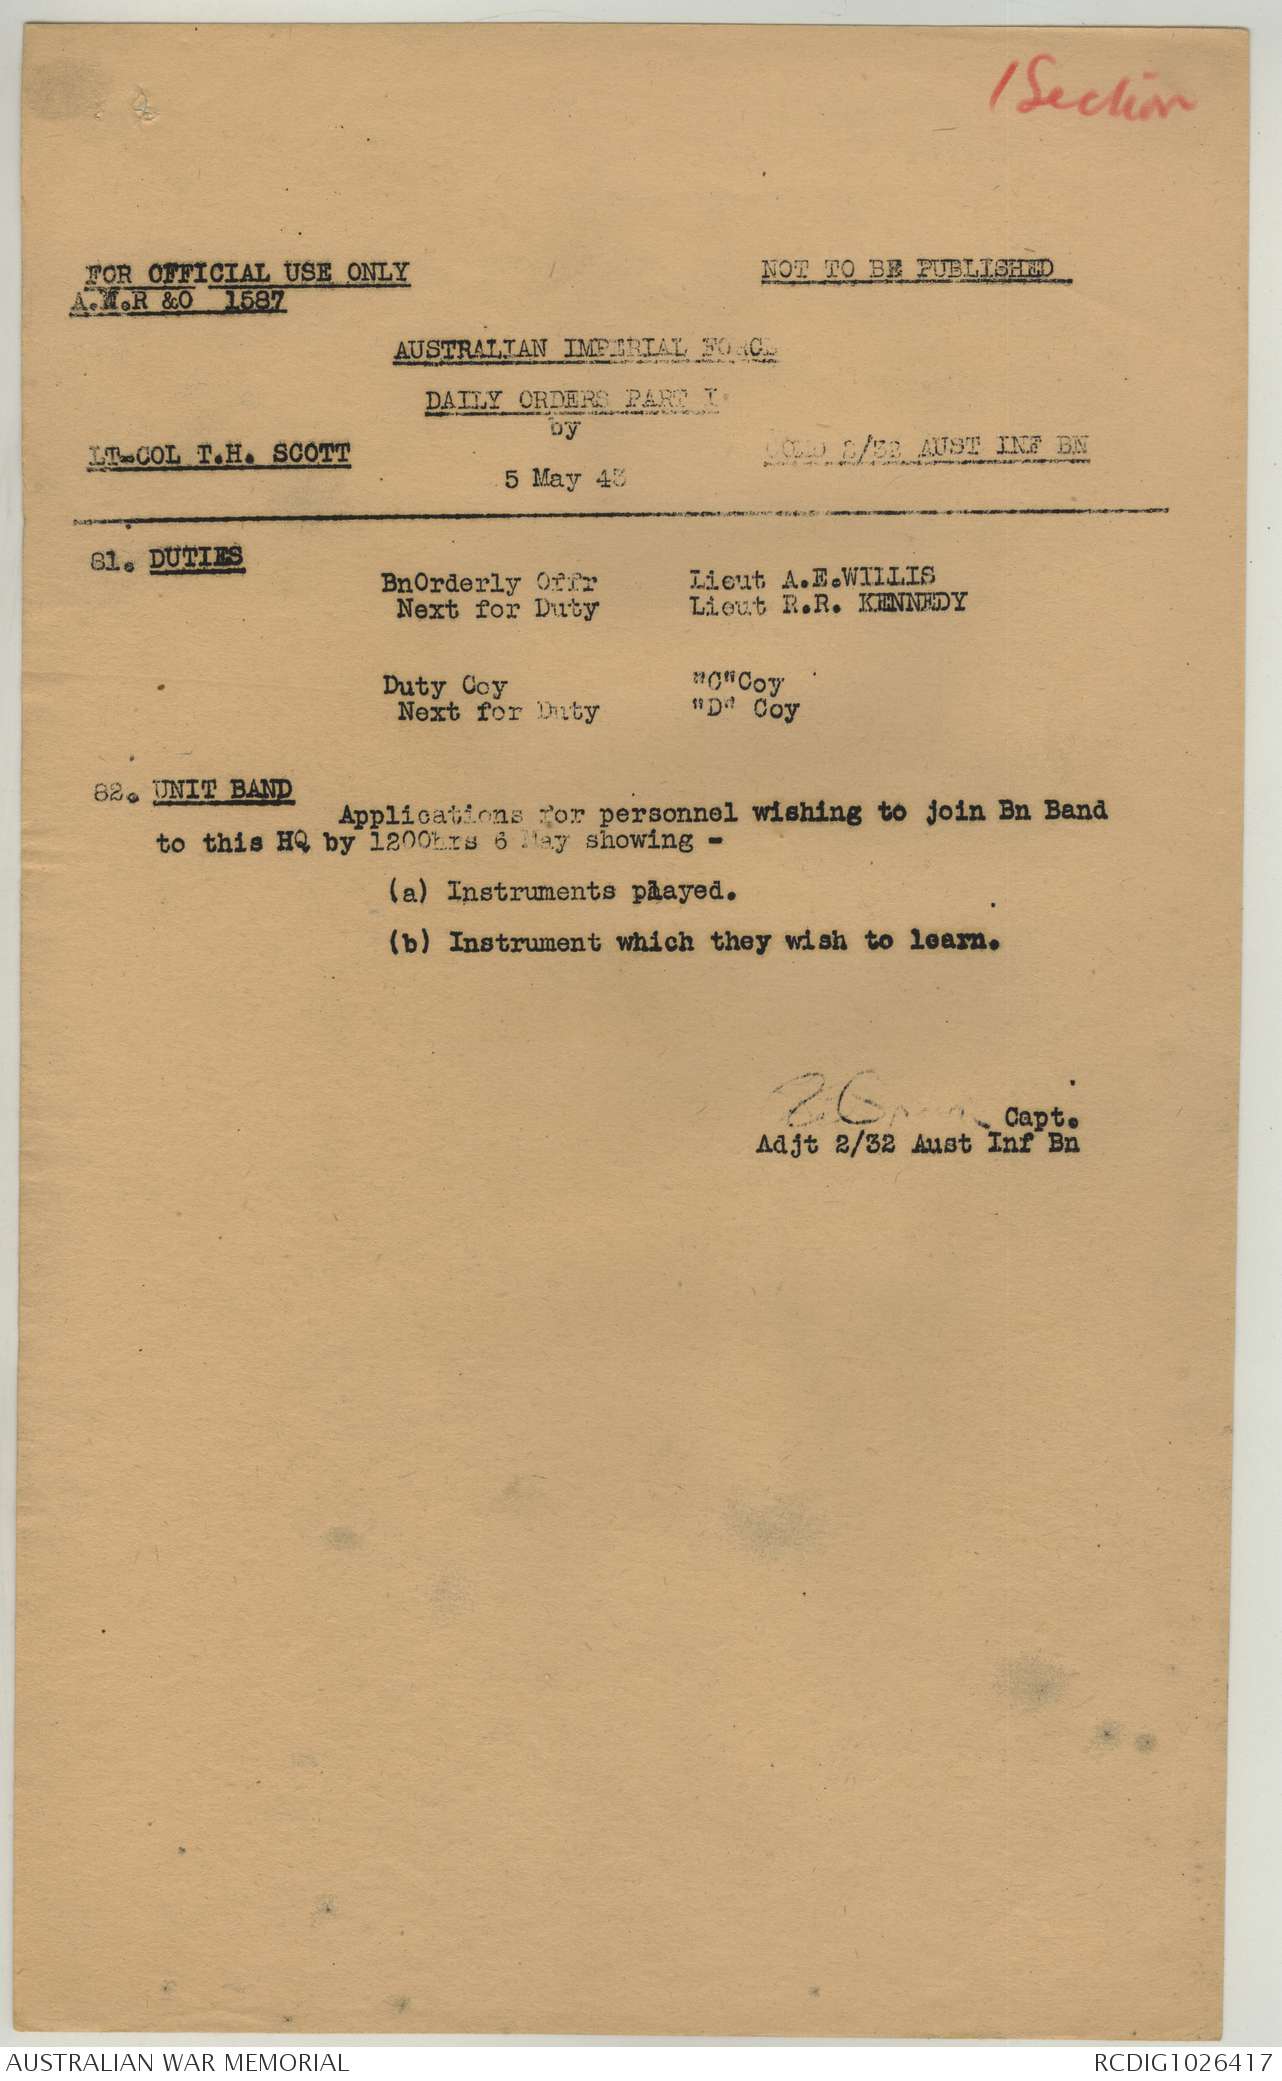 1 Section
FOR OFFICIAL USE ONLY
NOT TO BE PUBLISHED
A.M.R &O 1587
AUSTRALIAN IMPERIAL FORCE
DAILY ORDERS PART I
by
LT-COL T.H. SCOTT
COMD 2/32 AUST INF BN
5 May 43
81. DUTIES
BnOrderly Offr Lieut A.E.WILLIS
Next for Duty Lieut R.R. KENNEDY
Duty Coy "C"Coy
Next for Duty "D" Coy
82. UNIT BAND
Applications for personnel wishing to join Bn Band
to this HQ by 1200hrs 6 May showing -
(a) Instruments played.
(b) Instrument which they wish to learn.
Capt.
Adjt 2/32 Aust Inf Bn
AUSTRALIAN WAR MEMORIAL
RCDIG1026417